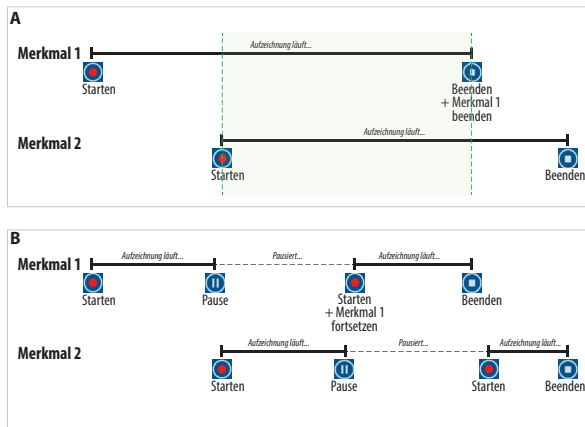 A
Aufzeichnung läuft...
Merkmal 1
Starten
Beenden
+ Merkmal 1
beenden
Aufzeichnung läuft...
Merkmal 2
Starten
Beenden
B
Aufzeichnung läuft...
Pausiert...
Aufzeichnung läuft...
Merkmal 1
Starten
Pause
Starten
+ Merkmal 1
fortsetzen
Beenden
Aufzeichnung läuft...
Pausiert...
Aufzeichnung läuft...
Merkmal 2
Starten
Pause
Starten
Beenden